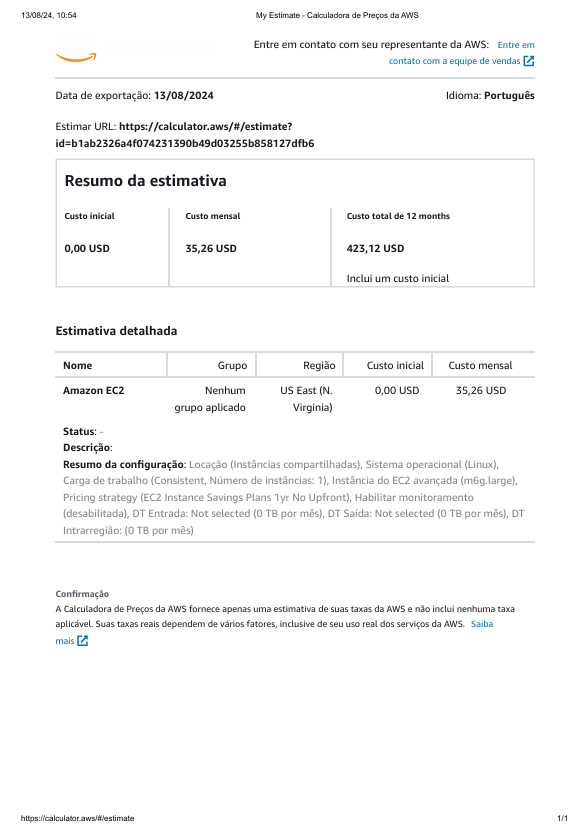 13/08/24, 10:54
My Estimate - Calculadora de Preços da AWS
Entre em contato com seu representante da AWS: Entre em
contato com a equipe de vendas
Data de exportação: 13/08/2024
Idioma: Português
Estimar URL: https://calculator.aws/#/estimate?
id=b1ab2326a4f074231390b49d03255b858127dfb6
Resumo da estimativa
Custo inicial
Custo mensal
Custo total de 12 months
0,00 USD
35,26 USD
423,12 USD
Inclui um custo inicial
Estimativa detalhada
Nome Grupo Região Custo inicial Custo mensal
Amazon EC2 Nenhum US East (N. 0,00 USD 35,26 USD
grupo aplicado Virginia)
Status: -
Descrição:
Resumo da configuração: Locação (Instâncias compartilhadas), Sistema operacional (Linux),
Carga de trabalho (Consistent, Número de instâncias: 1), Instância do EC2 avançada (m6g.large),
Pricing strategy (EC2 Instance Savings Plans 1yr No Upfront), Habilitar monitoramento
(desabilitada), DT Entrada: Not selected (0 TB por mês), DT Saída: Not selected (0 TB por mês), DT
Intrarregião: (0 TB por mês)
Confirmação
A Calculadora de Preços da AWS fornece apenas uma estimativa de suas taxas da AWS e não inclui nenhuma taxa
aplicável. Suas taxas reais dependem de vários fatores, inclusive de seu uso real dos serviços da AWS. Saiba
mais
https://calculator.aws/#/estimate
1/1